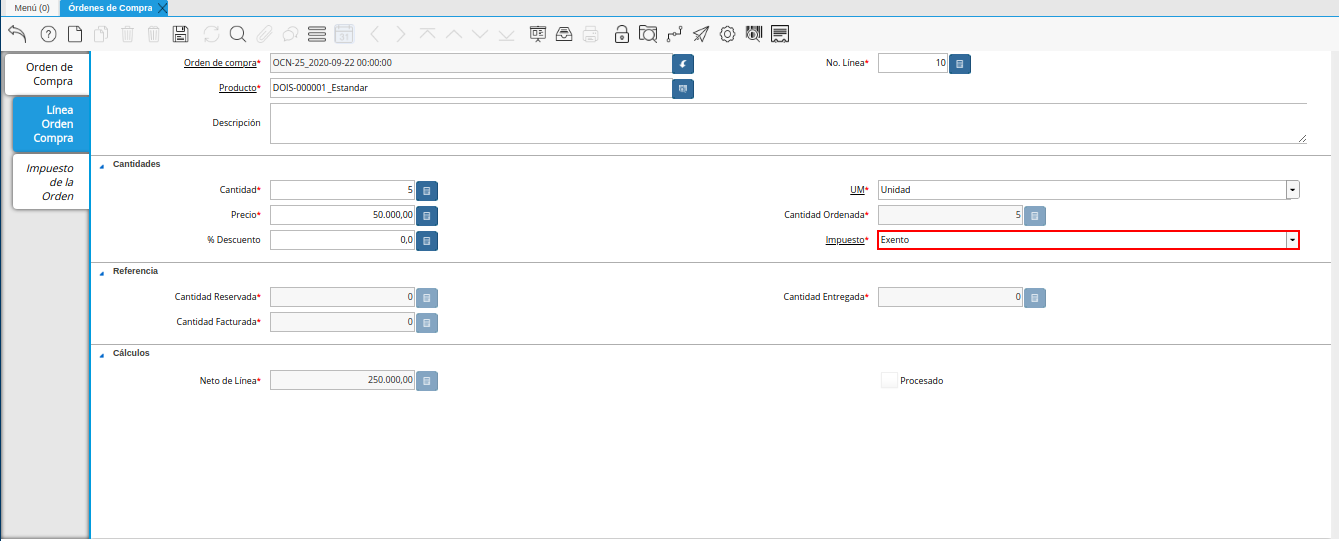 Menú (0)
Órdenes de Compra
31
Orden de
Compra
Línea
Orden
Compra
Impuesto
de la
Orden
Orden de compra* OCN-25_2020-09-22 00:00:00 No. Línea* 10
Producto* DOIS-000001_Estandar
Descripción
Cantidades
Cantidad* 5 UM* Unidad
Precio* 50.000,00 Cantidad Ordenada* 5
% Descuento 0,0 Impuesto* Exento
Referencia
Cantidad Reservada* 0 Cantidad Entregada* 0
Cantidad Facturada* 0
Cálculos
Neto de Línea* 250.000,00 Procesado